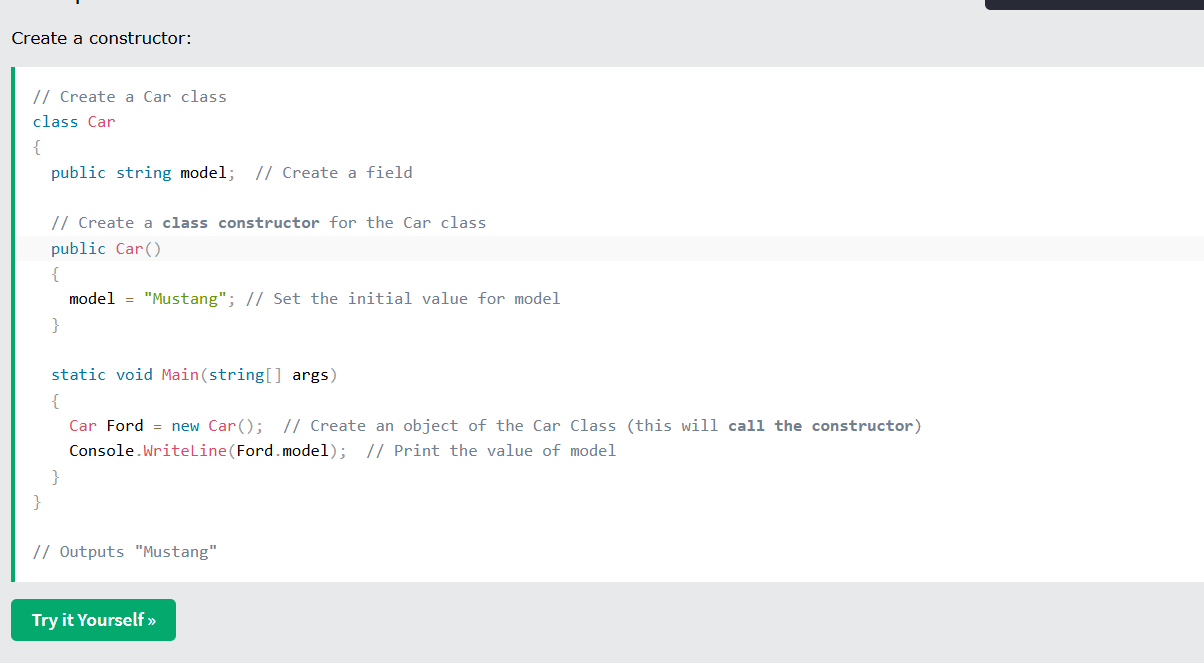 Create a constructor:
// Create a Car class
class Car
{
  public string model;  // Create a field
  // Create a class constructor for the Car class
  public Car()
  {
    model = "Mustang"; // Set the initial value for model
  }
  static void Main(string[] args)
  {
    Car Ford = new Car();  // Create an object of the Car Class (this will call the constructor)
    Console.WriteLine(Ford.model);  // Print the value of model
  }
}
// Outputs "Mustang"
Try it Yourself »